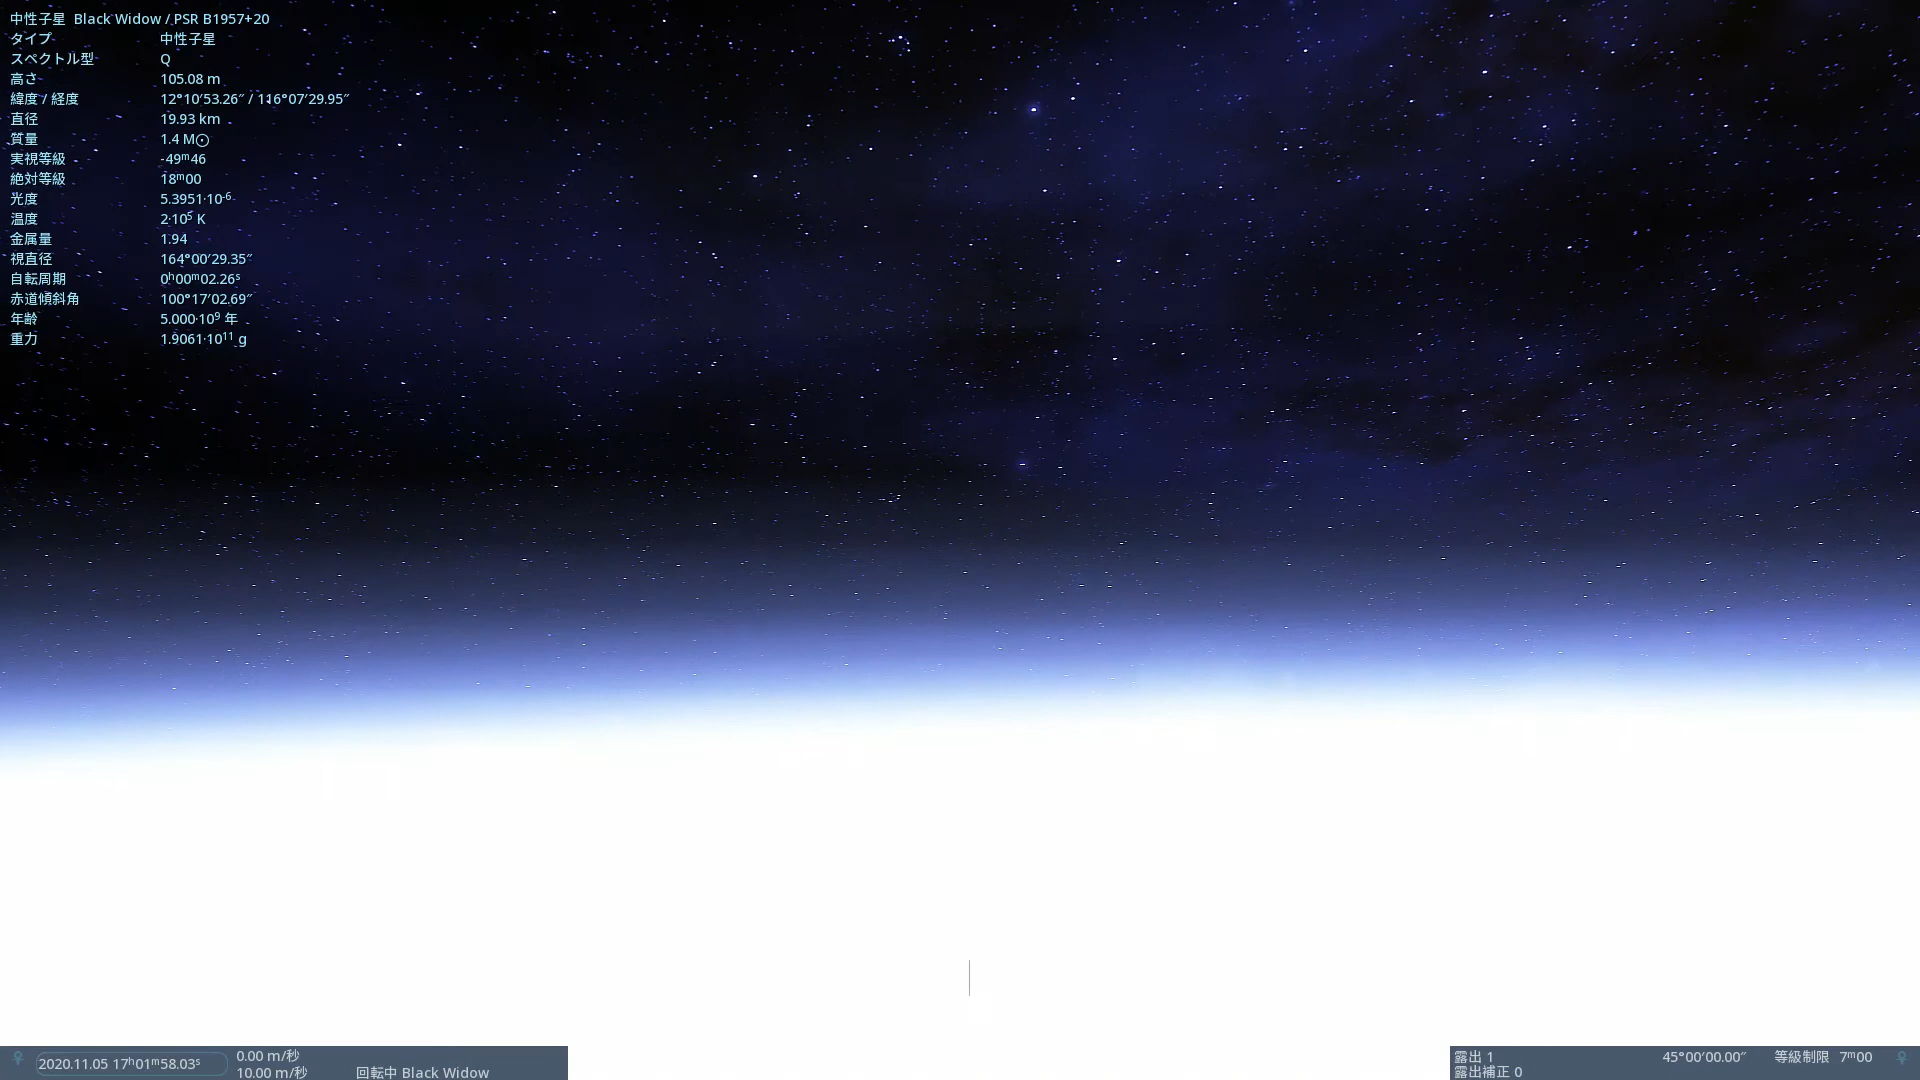 中性子星 Black Widow / PSR B1957+20
タイプ 中性子星
スペクトル型 Q
高さ 105.08 m
緯度 / 経度 12°10′53.26″ / 116°07′29.95″
直径 19.93 km
質量 1.4 M☉
実視等級 -49ᵐ46
絶対等級 18ᵐ00
光度 5.3951·10⁻⁶
温度 2·10⁵ K
金属量 1.94
視直径 164°00′29.35″
自転周期 0ʰ00ᵐ02.26ˢ
赤道傾斜角 100°17′02.69″
年齢 5.000·10⁹ 年
重力 1.9061·10¹¹ g
2020.11.05 17ʰ01ᵐ58.03ˢ
0.00 m/秒
10.00 m/秒 回転中 Black Widow
露出 1 45°00′00.00″ 等級制限 7ᵐ00
露出補正 0